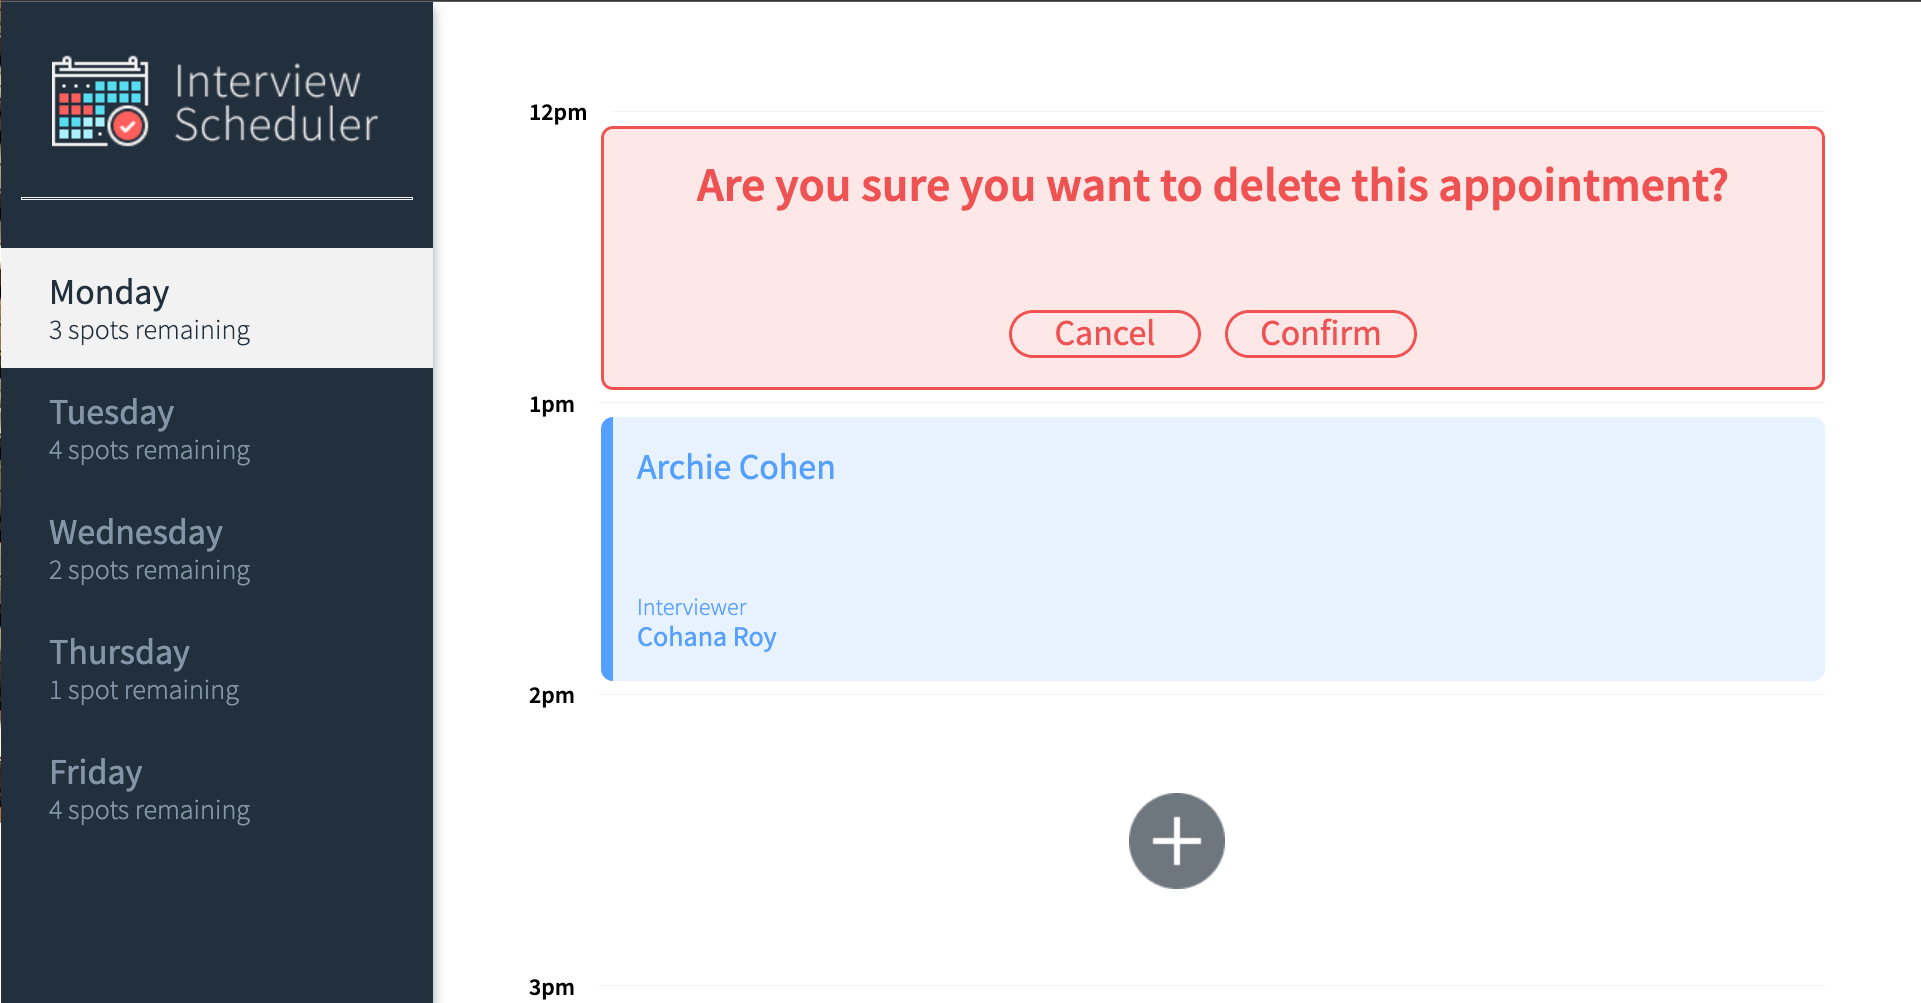 Interview
Scheduler
Monday
3 spots remaining
Tuesday
4 spots remaining
Wednesday
2 spots remaining
Thursday
1 spot remaining
Friday
4 spots remaining
12pm
Are you sure you want to delete this appointment?
Cancel Confirm
1pm
Archie Cohen
Interviewer
Cohana Roy
2pm
3pm